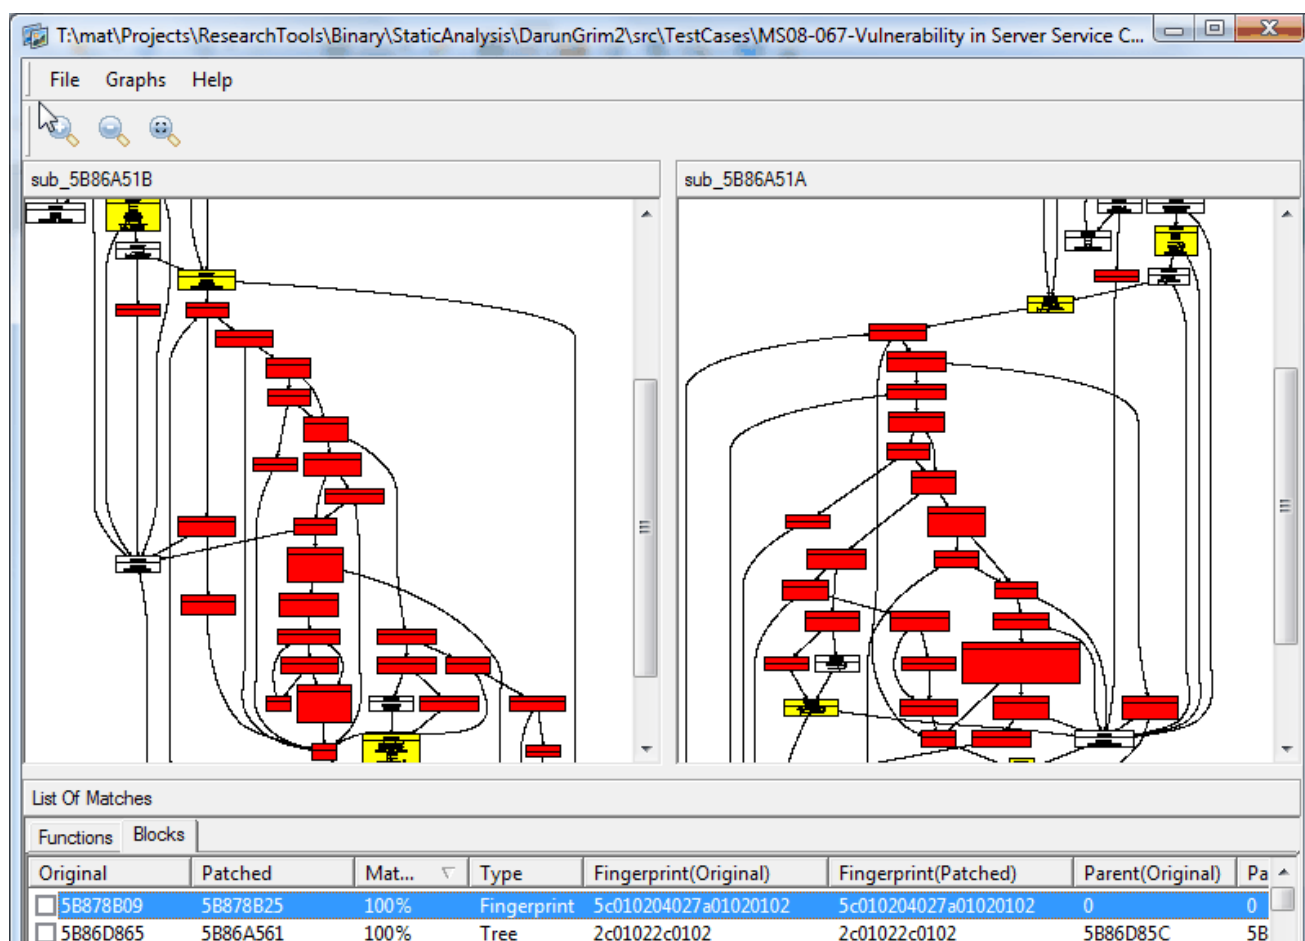 T:\mat\Projects\ResearchTools\Binary\StaticAnalysis\DarunGrim2\src\TestCases\MS08-067-Vulnerability in Server Service C...
File Graphs Help
sub_5B86A51B sub_5B86A51A
List Of Matches
Functions Blocks
Original Patched Mat... Type Fingerprint(Original) Fingerprint(Patched) Parent(Original) Pa
5B878B09 5B878B25 100% Fingerprint 5c010204027a01020102 5c010204027a01020102 0 0
5B86D865 5B86A561 100% Tree 2c01022c0102 2c01022c0102 5B86D85C 5B